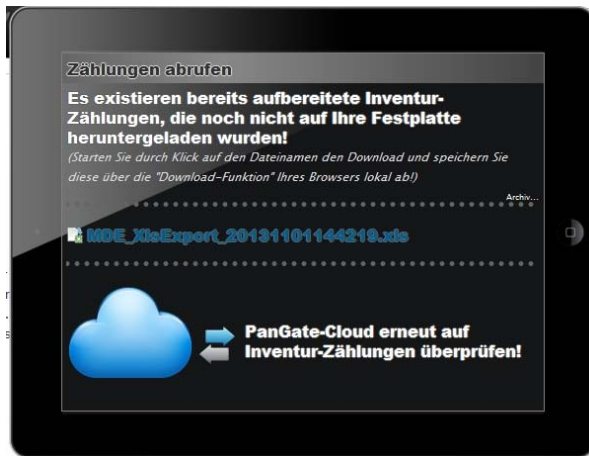 Zählungen abrufen
Es existieren bereits aufbereitete Inventur-
Zählungen, die noch nicht auf Ihre Festplatte
heruntergeladen wurden!
(Starten Sie durch Klick auf den Dateinamen den Download und speichern Sie
diese über die "Download-Funktion" Ihres Browsers lokal ab!)
Archiv...
MDE_XlsExport_20131101144219.xls
PanGate-Cloud erneut auf
Inventur-Zählungen überprüfen!